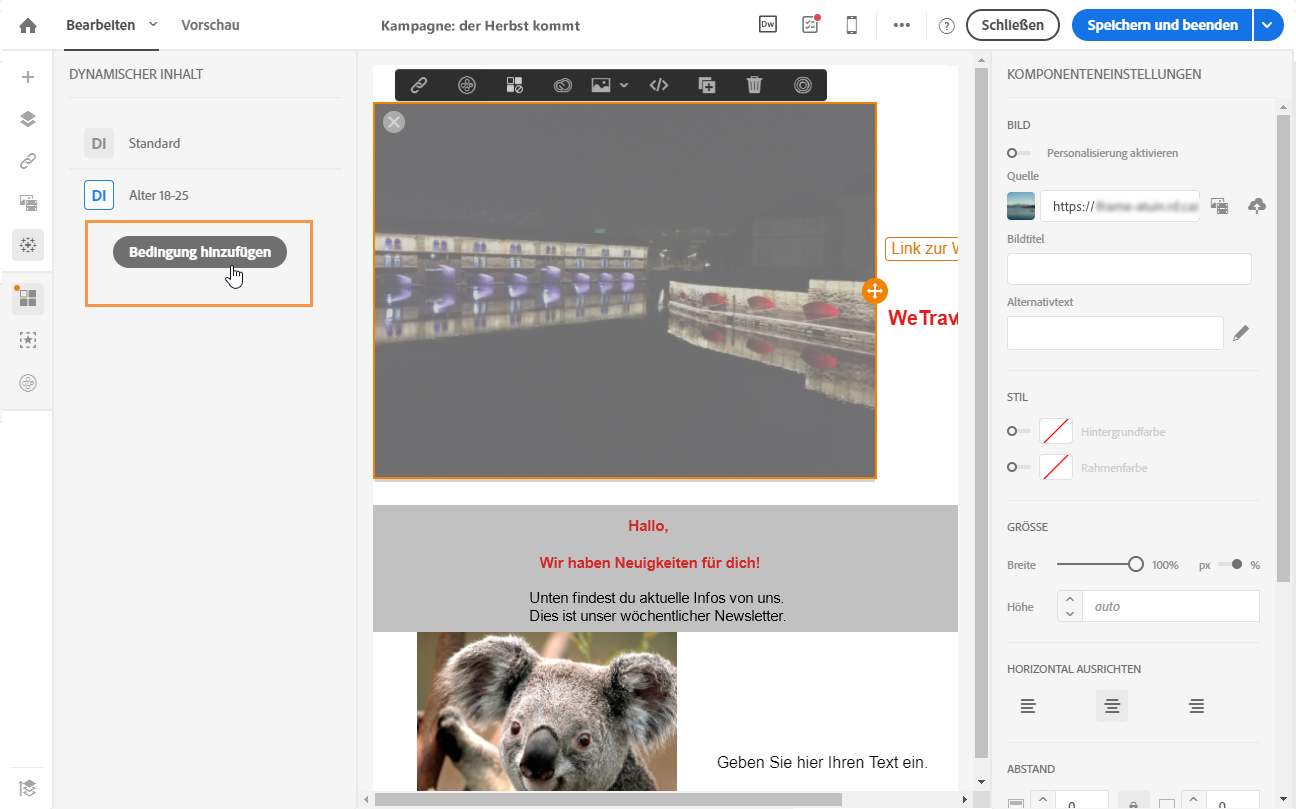 Bearbeiten
Vorschau
Kampagne: der Herbst kommt
Dw
Schließen
Speichern und beenden
DYNAMISCHER INHALT
DI Standard
DI Alter 18-25
Bedingung hinzufügen
Link zur W
WeTrav
Hallo,
Wir haben Neuigkeiten für dich!
Unten findest du aktuelle Infos von uns.
Dies ist unser wöchentlicher Newsletter.
Geben Sie hier Ihren Text ein.
KOMPONENTENEINSTELLUNGEN
BILD
Personalisierung aktivieren
Quelle
https://
Bildtitel
Alternativtext
STIL
Hintergrundfarbe
Rahmenfarbe
GRÖSSE
Breite 100% px %
Höhe auto
HORIZONTAL AUSRICHTEN
ABSTAND
0 0